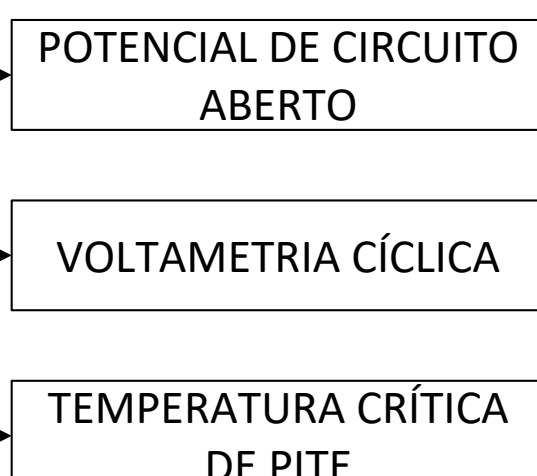 POTENCIAL DE CIRCUITO
ABERTO
VOLTAMETRIA CÍCLICA
TEMPERATURA CRÍTICA
DE PITE